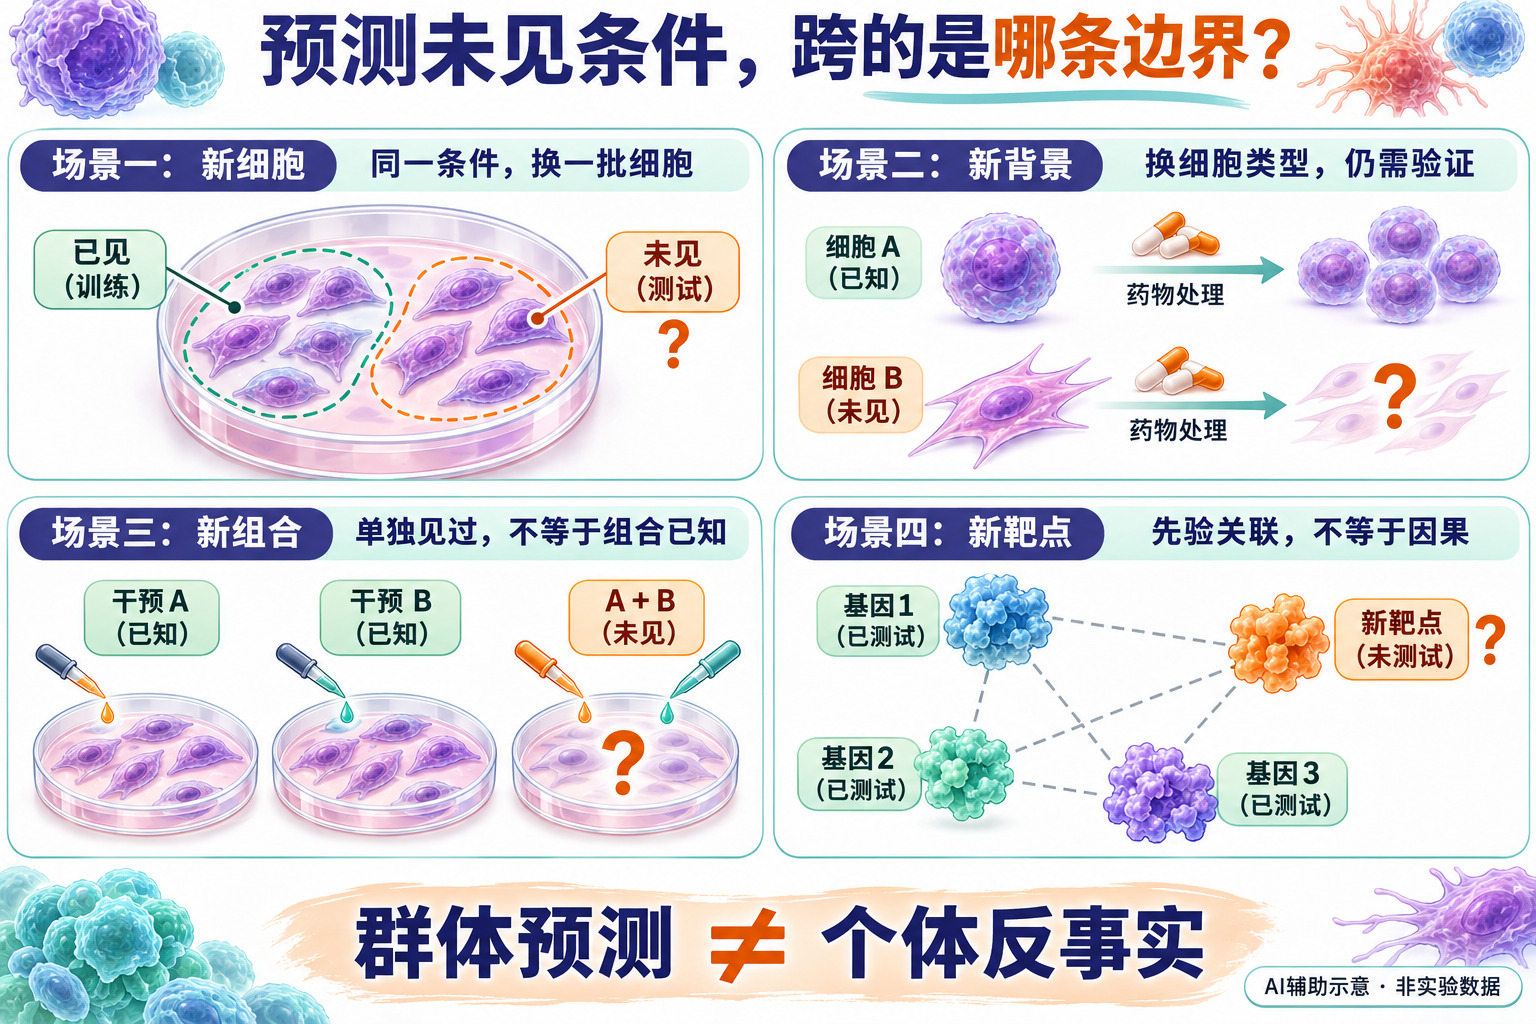 预测未见条件，跨的是哪条边界？
场景一：新细胞
同一条件，换一批细胞
已见
（训练）
未见
（测试）
?
场景二：新背景
换细胞类型，仍需验证
细胞 A
（已知）
药物处理
细胞 B
（未见）
药物处理
?
场景三：新组合
单独见过，不等于组合已知
干预 A
（已知）
干预 B
（已知）
A + B
（未见）
?
场景四：新靶点
先验关联，不等于因果
基因1
（已测试）
新靶点
（未测试）
?
基因2
（已测试）
基因3
（已测试）
群体预测 ≠ 个体反事实
AI辅助示意 · 非实验数据